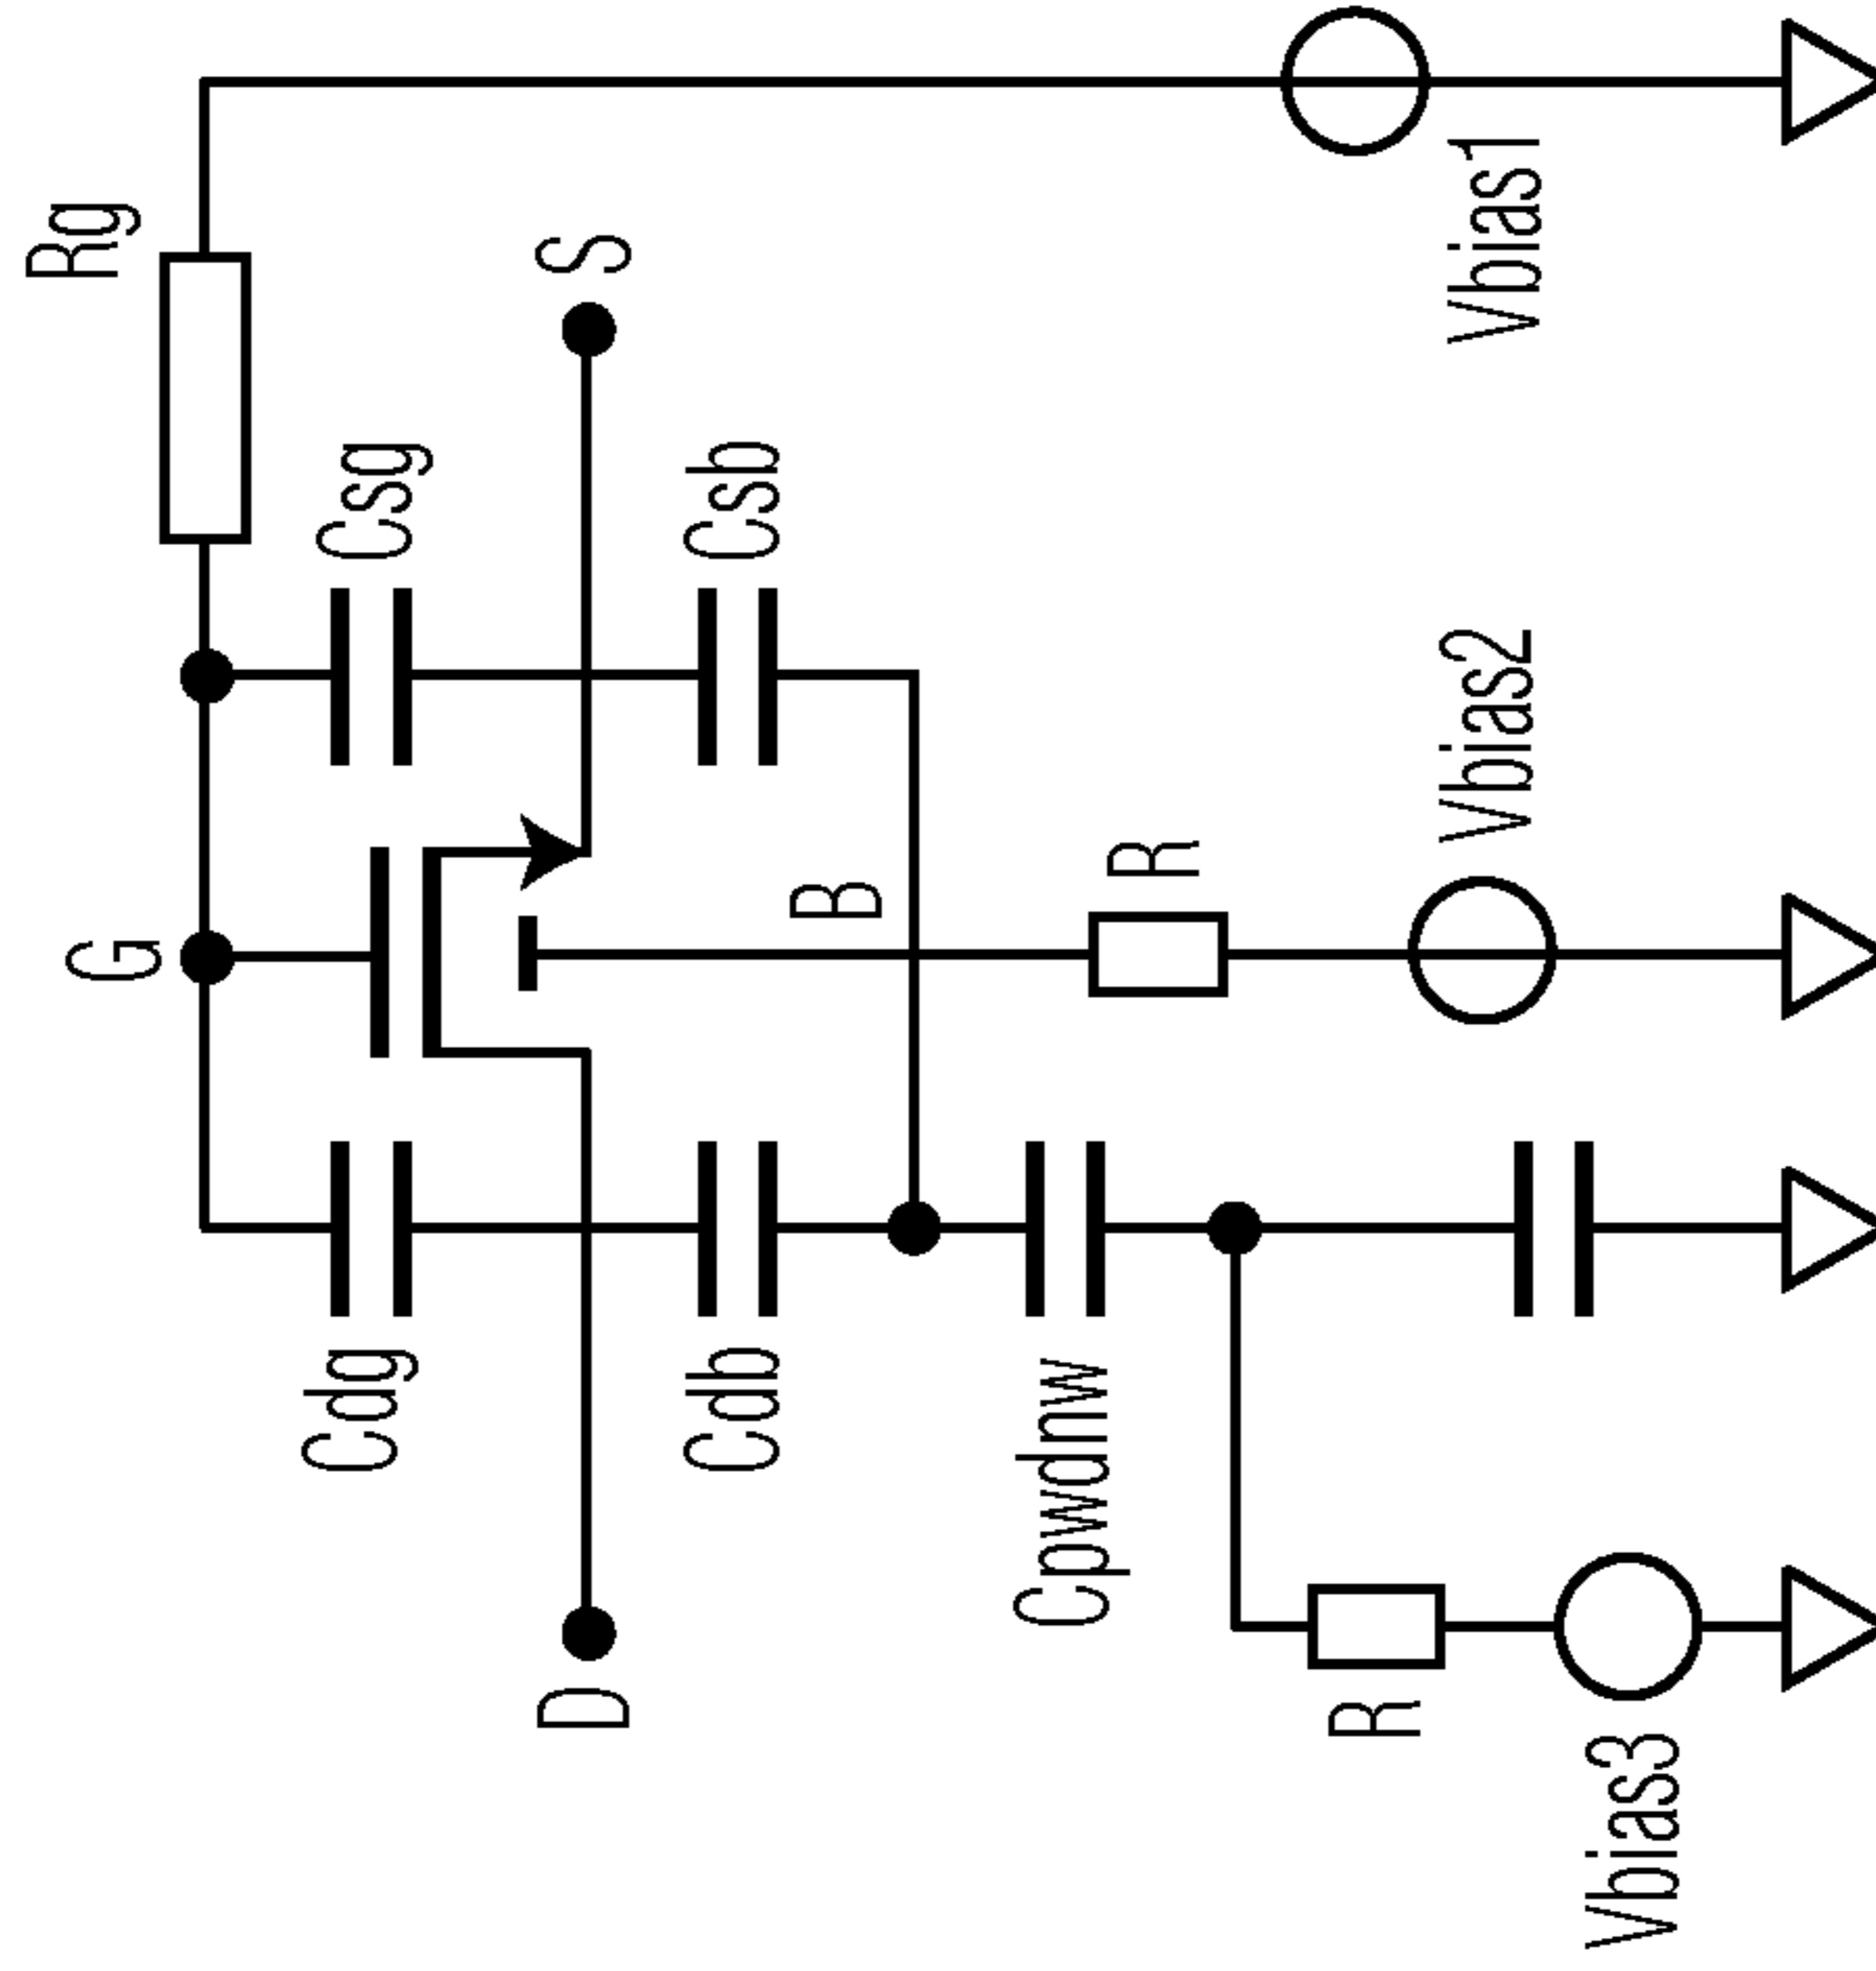 Rg
G
Csg
Cdg
S
D
Csb
Cdb
B
R
Cpwdnw
Vbias1
Vbias2
R
Vbias3